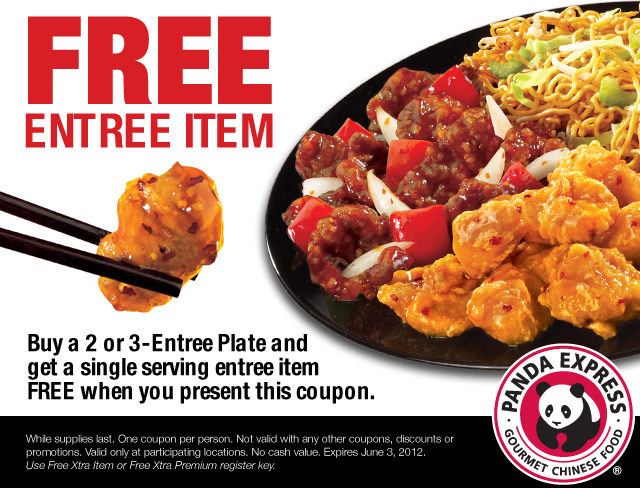 FREE
ENTREE ITEM
Buy a 2 or 3-Entree Plate and
get a single serving entree item
FREE when you present this coupon.
While supplies last. One coupon per person. Not valid with any other coupons, discounts or
promotions. Valid only at participating locations. No cash value. Expires June 3, 2012.
Use Free Xtra Item or Free Xtra Premium register key.
PANDA EXPRESS
· GOURMET CHINESE FOOD ·
®